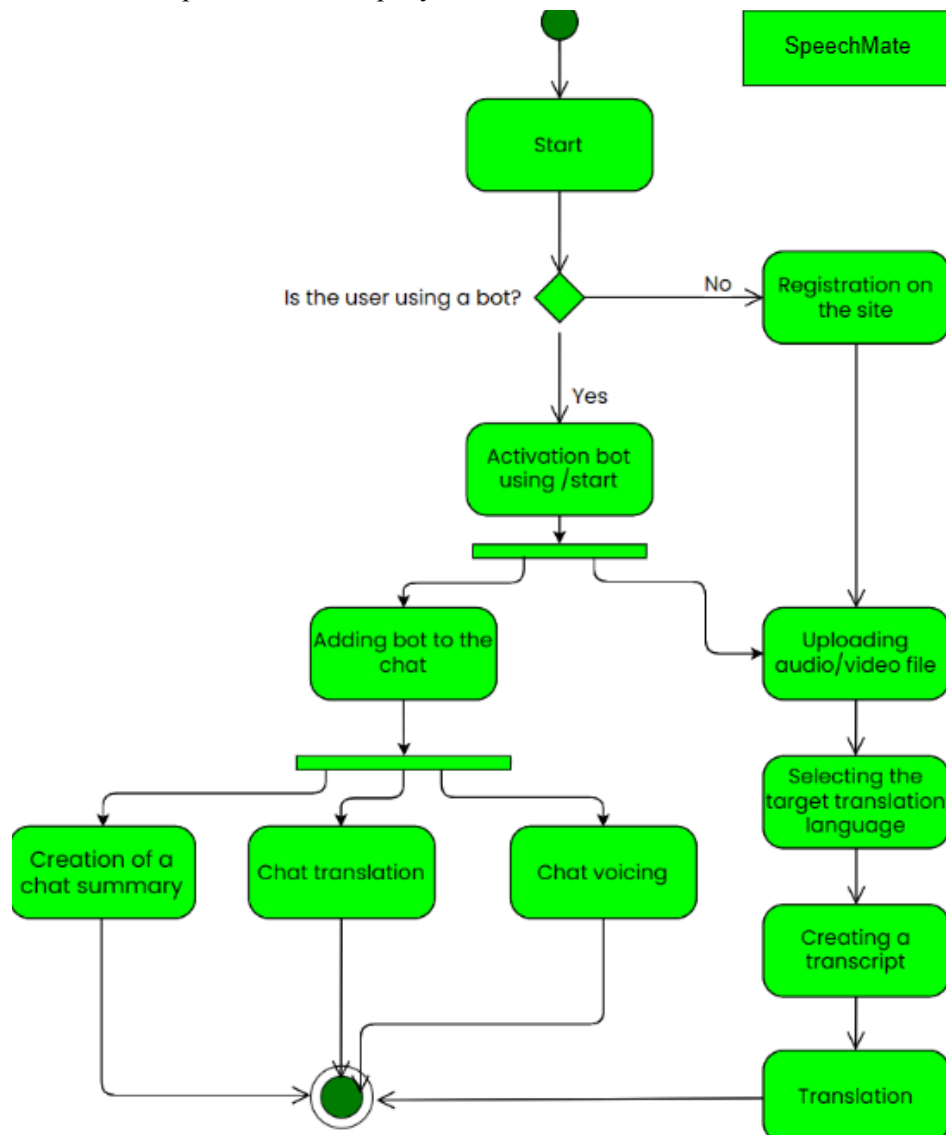 SpeechMate
Start
Is the user using a bot?
No
Registration on
the site
Yes
Activation bot
using /start
Adding bot to the
chat
Uploading
audio/video file
Selecting the
target translation
language
Creation of a
chat summary
Chat translation
Chat voicing
Creating a
transcript
Translation